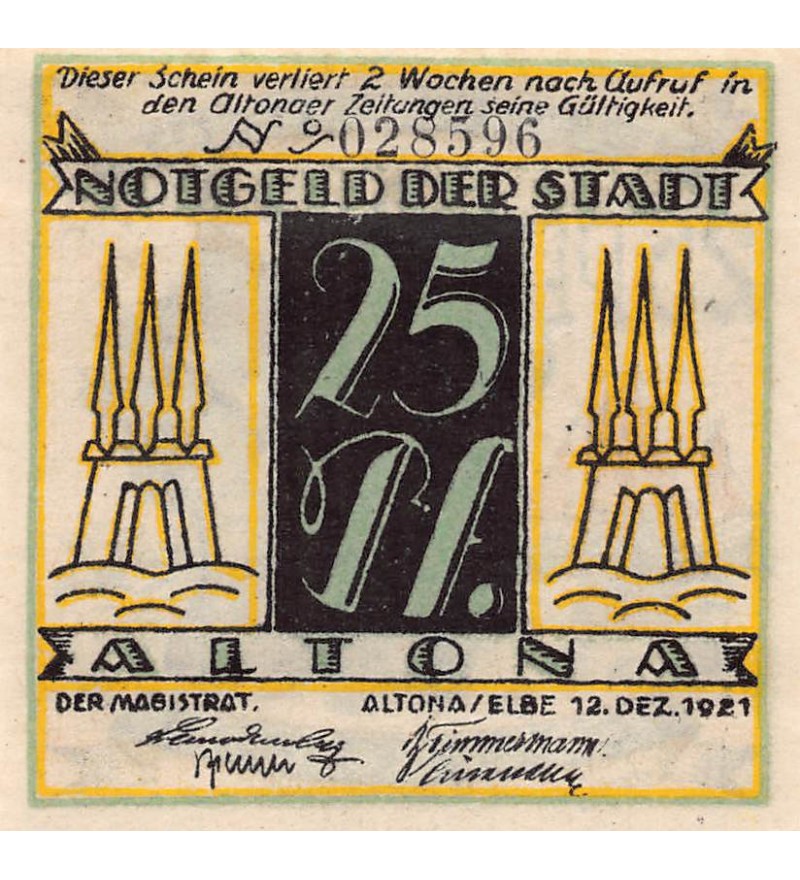 Dieser Schein verliert 2 Wochen nach Aufruf in
den Altonaer Zeitungen seine Gültigkeit.
No 028596
NOTGELD DER STADT
25
Pf.
ALTONA
DER MAGISTRAT. ALTONA/ELBE 12.DEZ.1921
Timmermann